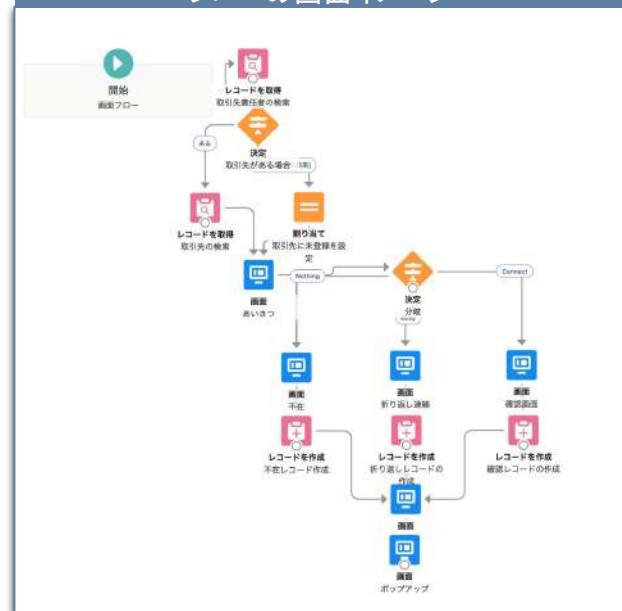 開始
画面フロー
レコードを取得
取引先責任者の検索
ある
決定
取引先がある場合
レコードを取得
取引先の検索
割り当て
取引先に未登録を設
定
画面
あいさつ
Nothing
決定
分岐
Connect
画面
不在
画面
折り返し連絡
画面
確認画面
レコードを作成
不在レコード作成
レコードを作成
折り返しレコードの
作成
レコードを作成
確認レコードの作成
画面
画面
ポップアップ